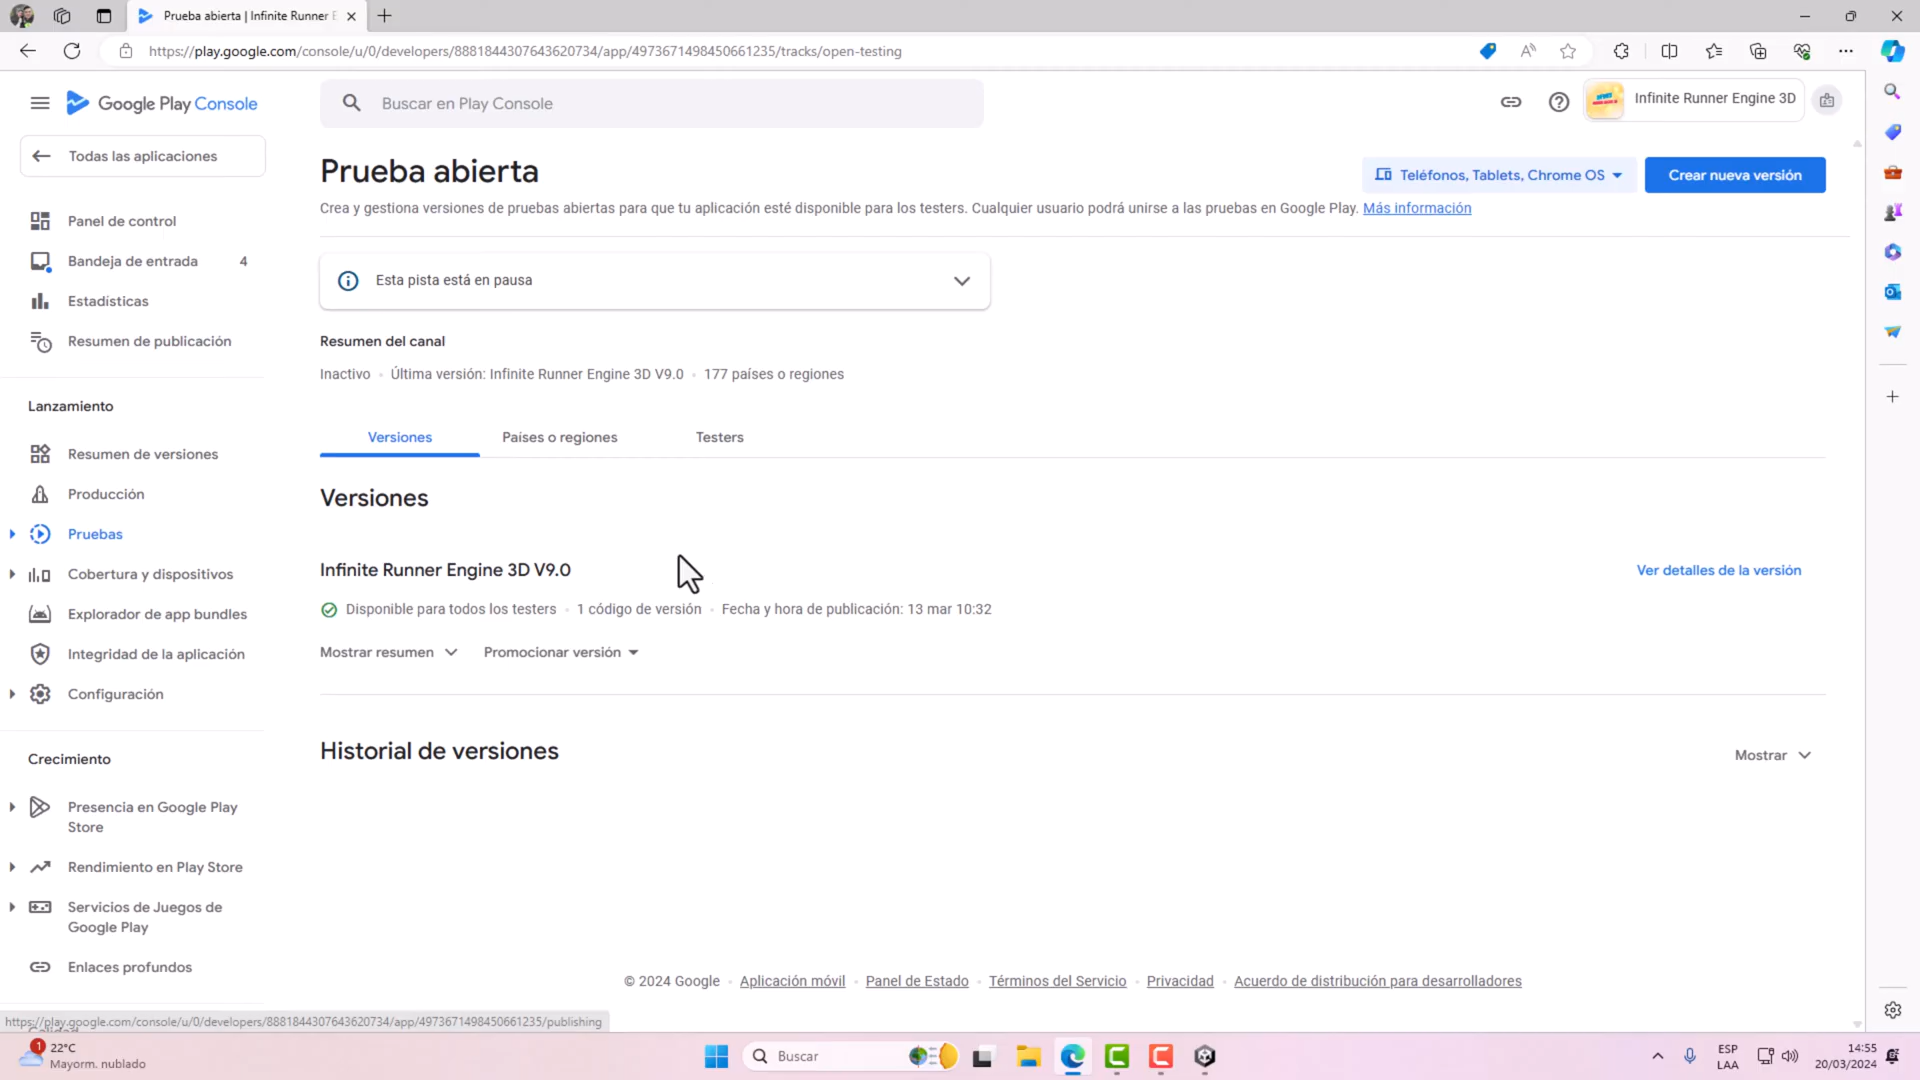 Prueba abierta | Infinite Runner E
https://play.google.com/console/u/0/developers/8881844307643620734/app/4973671498450661235/tracks/open-testing
Google Play Console
Buscar en Play Console
Infinite Runner Engine 3D
Todas las aplicaciones
Panel de control
Bandeja de entrada 4
Estadísticas
Resumen de publicación
Lanzamiento
Resumen de versiones
Producción
Pruebas
Cobertura y dispositivos
Explorador de app bundles
Integridad de la aplicación
Configuración
Crecimiento
Presencia en Google Play
Store
Rendimiento en Play Store
Servicios de Juegos de
Google Play
Enlaces profundos
Prueba abierta
Teléfonos, Tablets, Chrome OS
Crear nueva versión
Crea y gestiona versiones de pruebas abiertas para que tu aplicación esté disponible para los testers. Cualquier usuario podrá unirse a las pruebas en Google Play. Más información
Esta pista está en pausa
Resumen del canal
Inactivo • Última versión: Infinite Runner Engine 3D V9.0 • 177 países o regiones
Versiones Países o regiones Testers
Versiones
Infinite Runner Engine 3D V9.0
Ver detalles de la versión
Disponible para todos los testers • 1 código de versión • Fecha y hora de publicación: 13 mar 10:32
Mostrar resumen Promocionar versión
Historial de versiones
Mostrar
© 2024 Google • Aplicación móvil • Panel de Estado • Términos del Servicio • Privacidad • Acuerdo de distribución para desarrolladores
https://play.google.com/console/u/0/developers/8881844307643620734/app/4973671498450661235/publishing
1
22°C
Mayorm. nublado
Buscar
ESP
LAA
14:55
20/03/2024